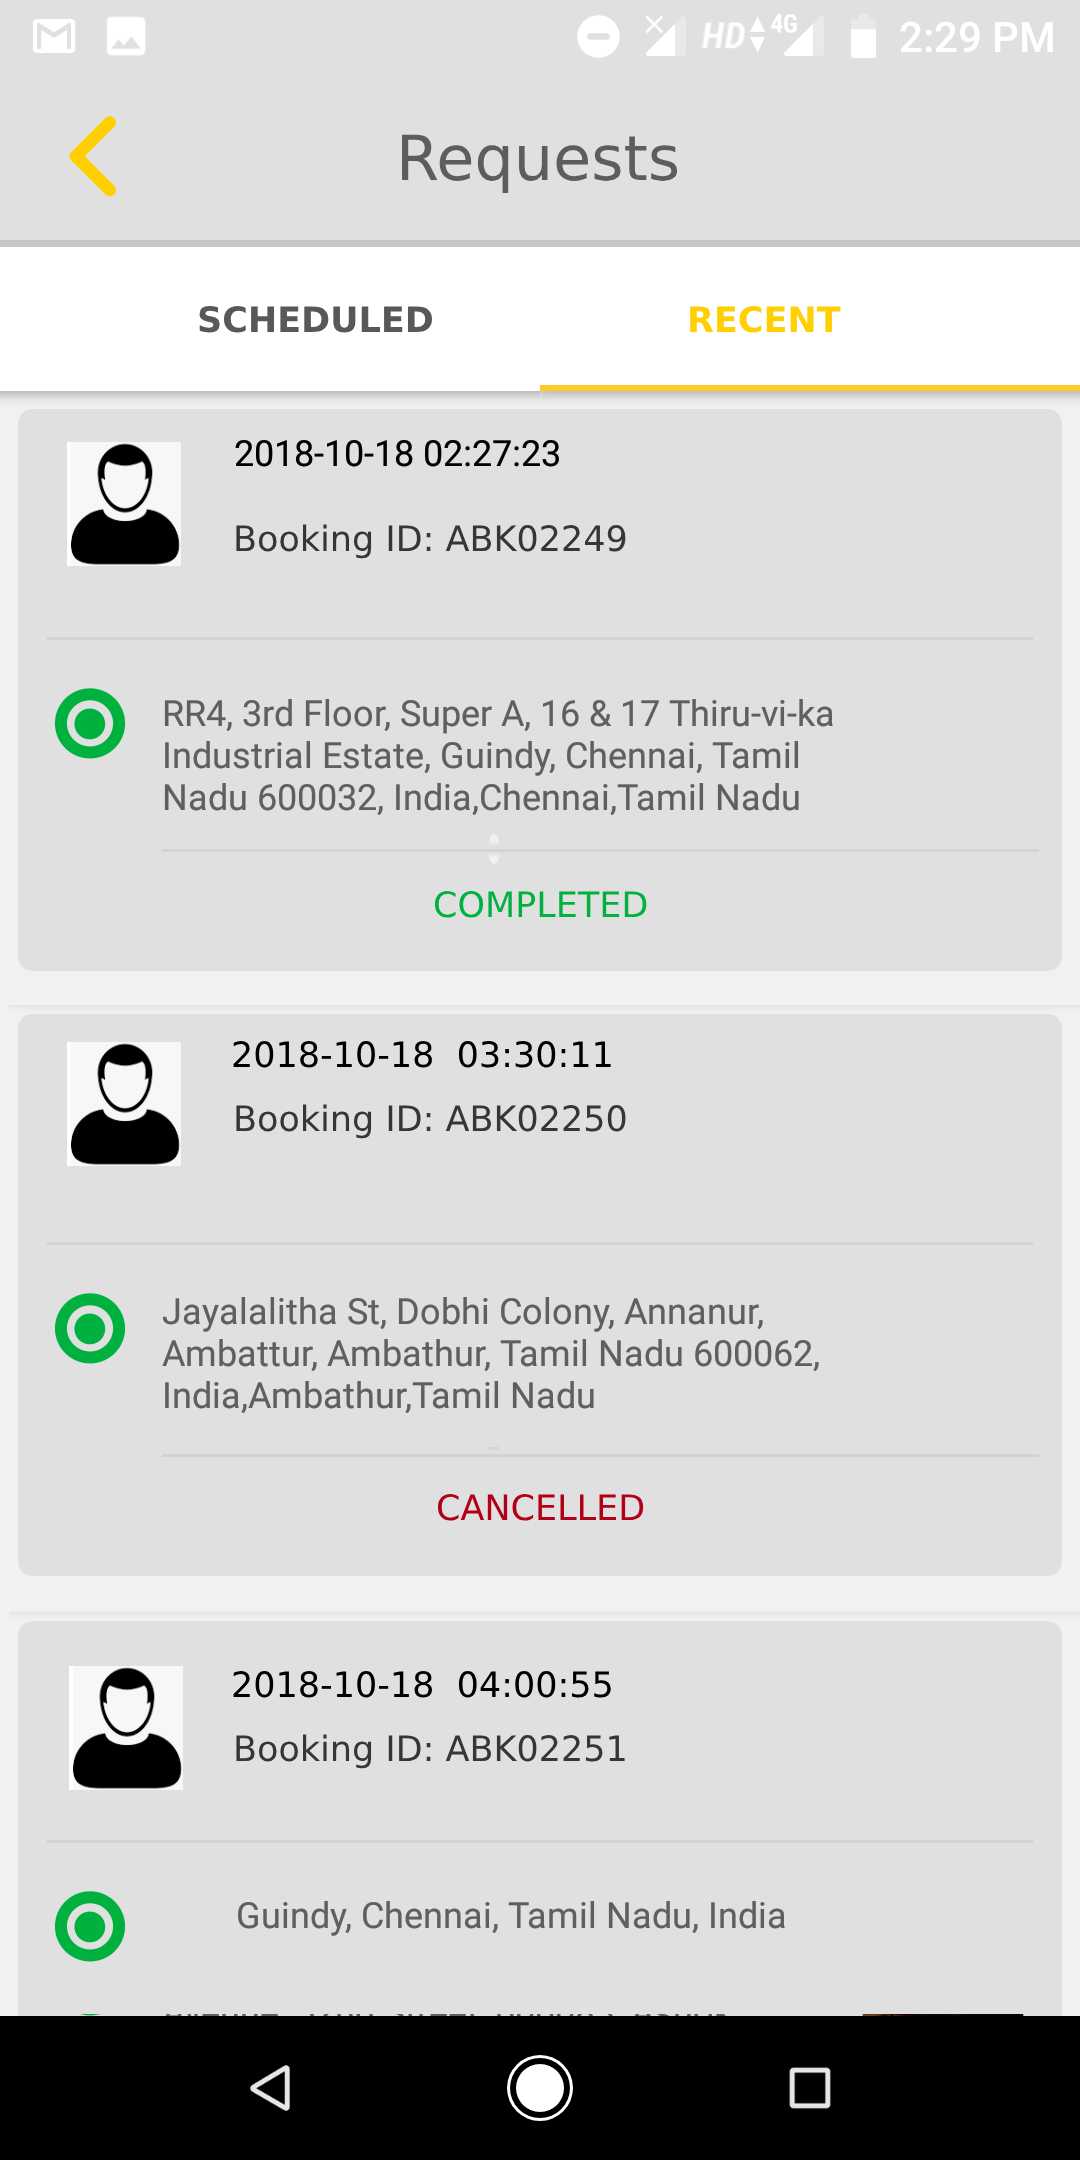 HD 4G 2:29 PM
Requests
SCHEDULED RECENT
2018-10-18 02:27:23
Booking ID: ABK02249
RR4, 3rd Floor, Super A, 16 & 17 Thiru-vi-ka
Industrial Estate, Guindy, Chennai, Tamil
Nadu 600032, India,Chennai,Tamil Nadu
COMPLETED
2018-10-18 03:30:11
Booking ID: ABK02250
Jayalalitha St, Dobhi Colony, Annanur,
Ambattur, Ambathur, Tamil Nadu 600062,
India,Ambathur,Tamil Nadu
CANCELLED
2018-10-18 04:00:55
Booking ID: ABK02251
Guindy, Chennai, Tamil Nadu, India